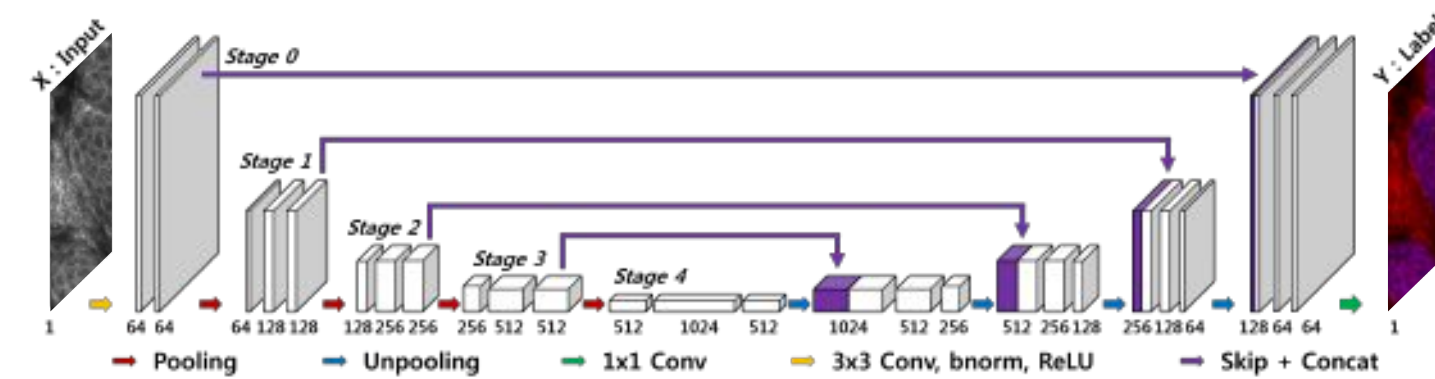 X : Input
Stage 0
Y : Label
Stage 1
Stage 2
Stage 3
Stage 4
1 64 64 64 128 128 128 256 256 256 512 512 512 1024 512 1024 512 256 512 256 128 256 128 64 128 64 64 1
Pooling Unpooling 1x1 Conv 3x3 Conv, bnorm, ReLU Skip + Concat